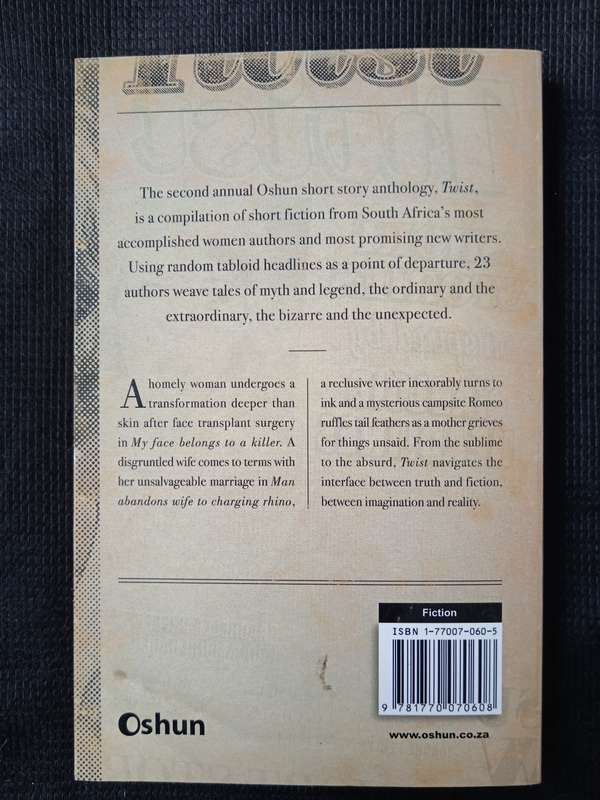 Twist
The second annual Oshun short story anthology, Twist,
is a compilation of short fiction from South Africa's most
accomplished women authors and most promising new writers.
Using random tabloid headlines as a point of departure, 23
authors weave tales of myth and legend, the ordinary and the
extraordinary, the bizarre and the unexpected.
A homely woman undergoes a
transformation deeper than
skin after face transplant surgery
in My face belongs to a killer. A
disgruntled wife comes to terms with
her unsalvageable marriage in Man
abandons wife to charging rhino,
a reclusive writer inexorably turns to
ink and a mysterious campsite Romeo
ruffles tail feathers as a mother grieves
for things unsaid. From the sublime
to the absurd, Twist navigates the
interface between truth and fiction,
between imagination and reality.
Fiction
ISBN 1-77007-060-5
9 781770 070608
Oshun
www.oshun.co.za